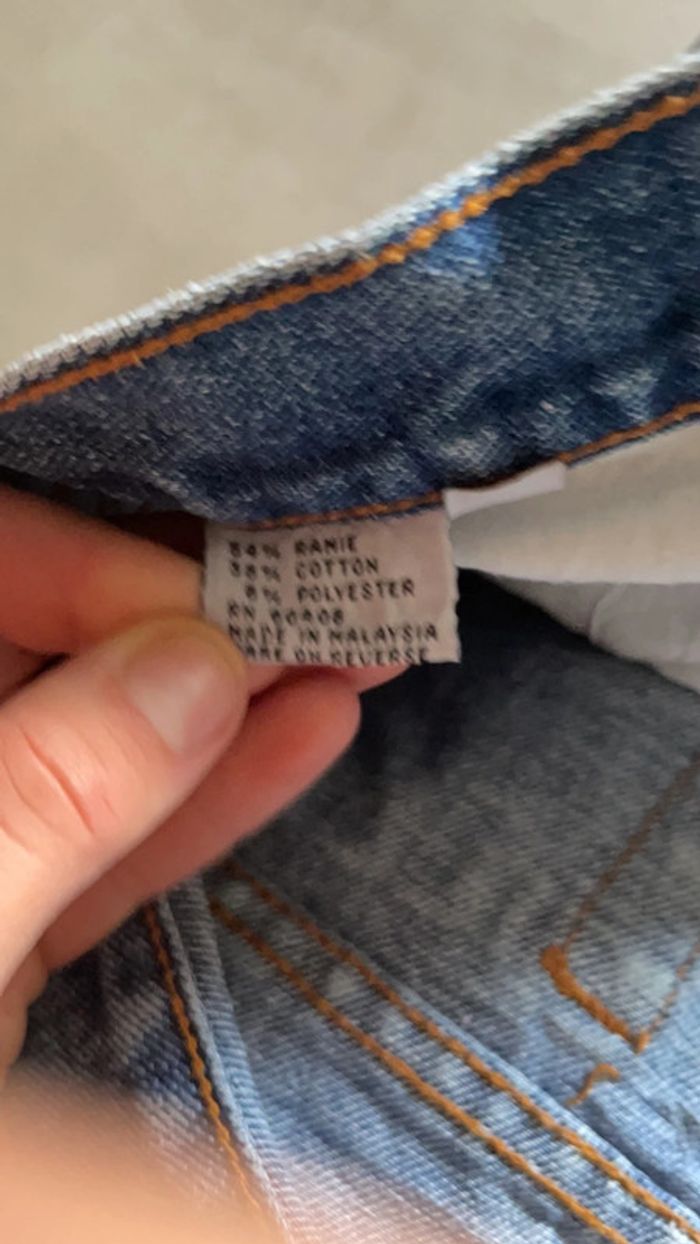 54% RAMIE
38% COTTON
8% POLYESTER
RN
MADE IN MALAYSIA
CARE ON REVERSE